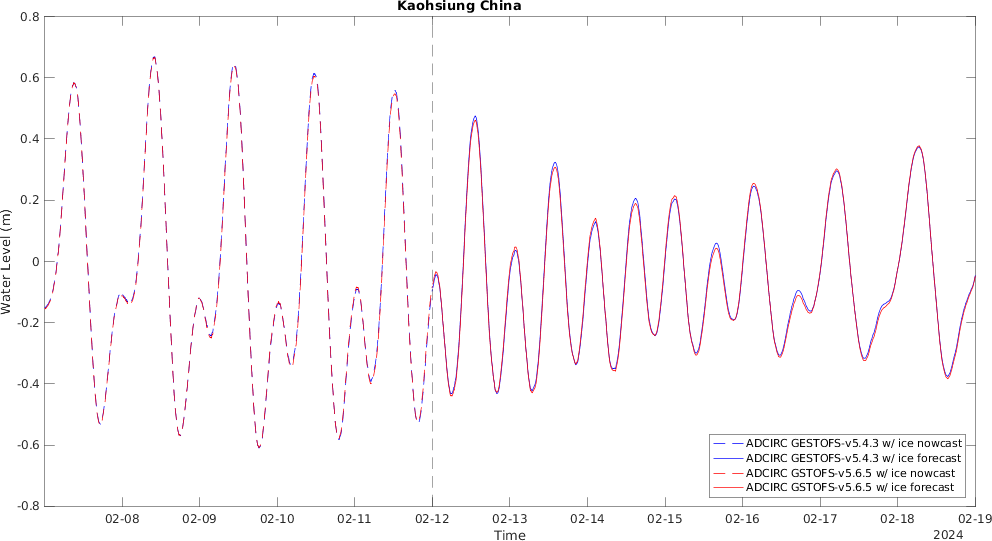 Kaohsiung China
0.8
0.6
0.4
0.2
0
-0.2
-0.4
-0.6
-0.8
Water Level (m)
ADCIRC GESTOFS-v5.4.3 w/ ice nowcast
ADCIRC GESTOFS-v5.4.3 w/ ice forecast
ADCIRC GSTOFS-v5.6.5 w/ ice nowcast
ADCIRC GSTOFS-v5.6.5 w/ ice forecast
02-08 02-09 02-10 02-11 02-12 02-13 02-14 02-15 02-16 02-17 02-18 02-19
Time
2024